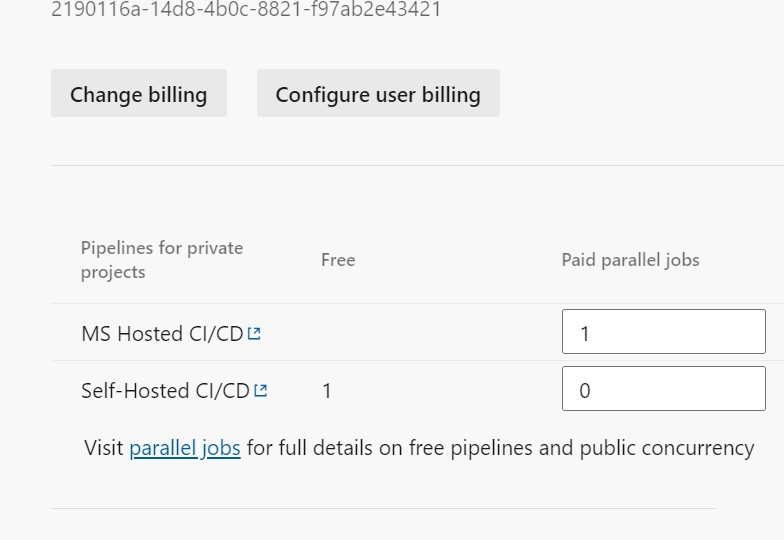 2190116a-14d8-4b0c-8821-f97ab2e43421
Change billing
Configure user billing
Pipelines for private
projects
Free
Paid parallel jobs
MS Hosted CI/CD
1
Self-Hosted CI/CD
1
0
Visit parallel jobs for full details on free pipelines and public concurrency